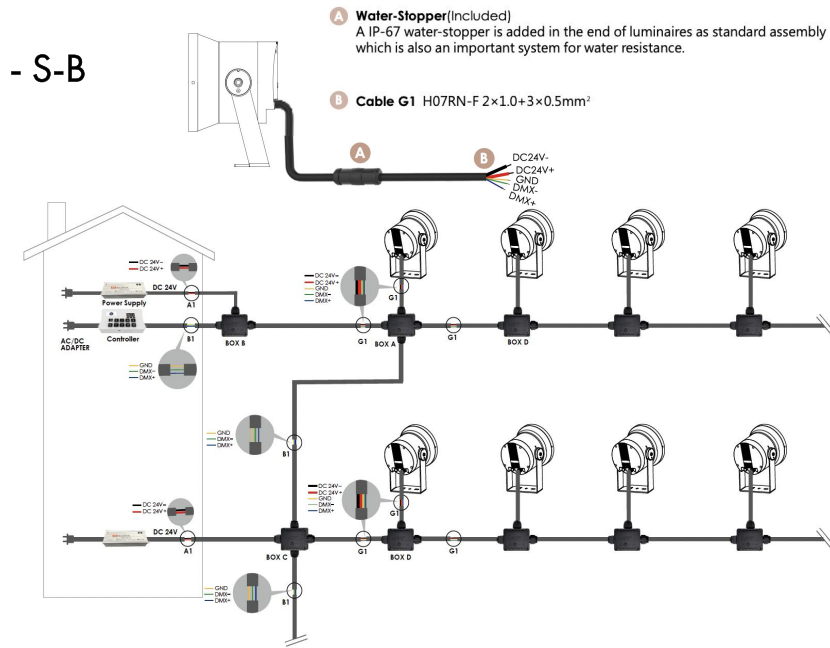 - S-B
A Water-Stopper(Included)
A IP-67 water-stopper is added in the end of luminaires as standard assembly
which is also an important system for water resistance.
B Cable G1 H07RN-F 2×1.0+3×0.5mm²
A
B
DC24V-
DC24V+
GND
DMX-
DMX+
DC 24V-
DC 24V+
DC 24V
Power Supply
A1
AC/DC
ADAPTER
Controller
B1
BOX B
GND
DMX-
DMX+
DC 24V-
DC 24V+
GND
DMX-
DMX+
G1
G1
BOX A
G1
BOX D
GND
DMX-
DMX+
B1
DC 24V-
DC 24V+
DC 24V
A1
BOX C
DC 24V-
DC 24V+
GND
DMX-
DMX+
G1
G1
BOX D
G1
GND
DMX-
DMX+
B1